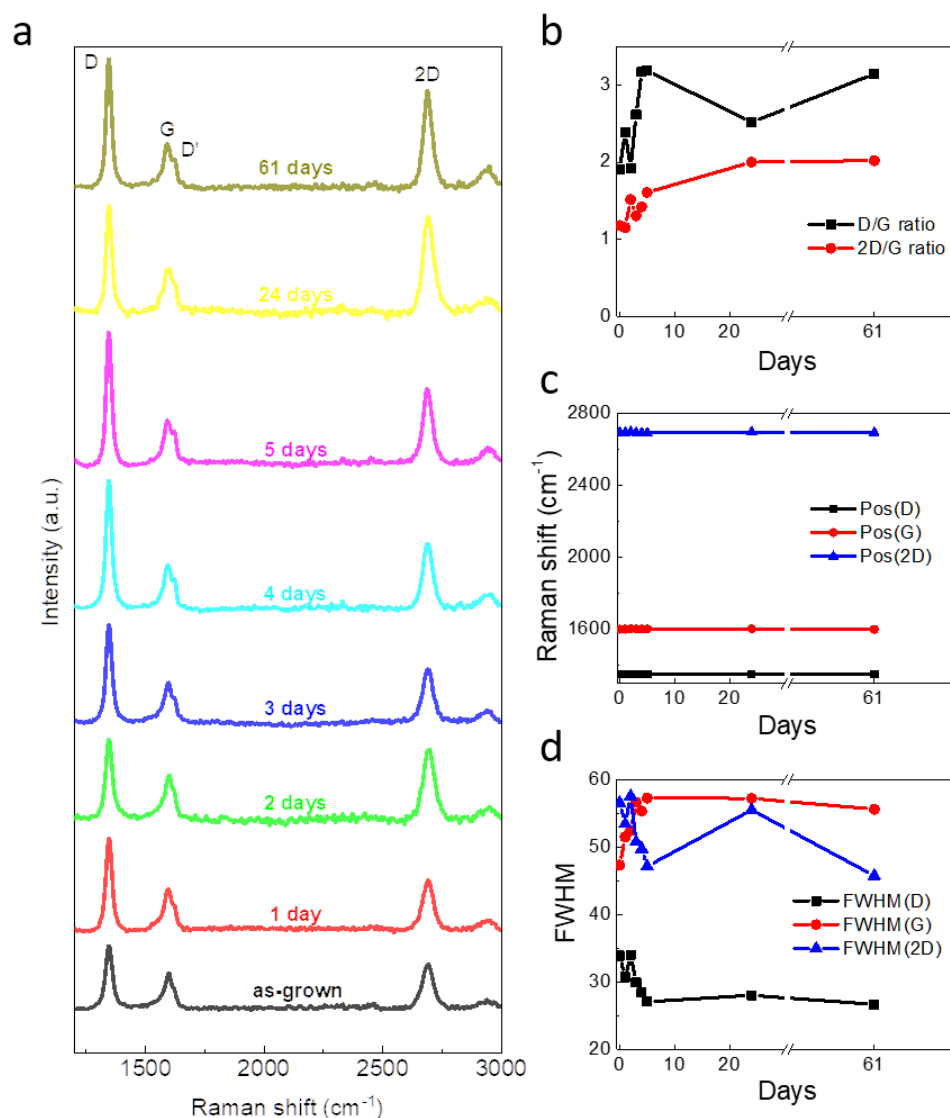 a
D
G
D'
2D
61 days
24 days
5 days
4 days
3 days
2 days
1 day
as-grown
Intensity (a.u.)
1500 2000 2500 3000
Raman shift (cm-1)
b
3
2
1
0
D/G ratio
2D/G ratio
0 10 20 61
Days
c
2800
2400
2000
1600
Raman shift (cm-1)
Pos(D)
Pos(G)
Pos(2D)
0 10 20 61
Days
d
60
50
40
30
20
FWHM
FWHM(D)
FWHM(G)
FWHM(2D)
0 10 20 61
Days